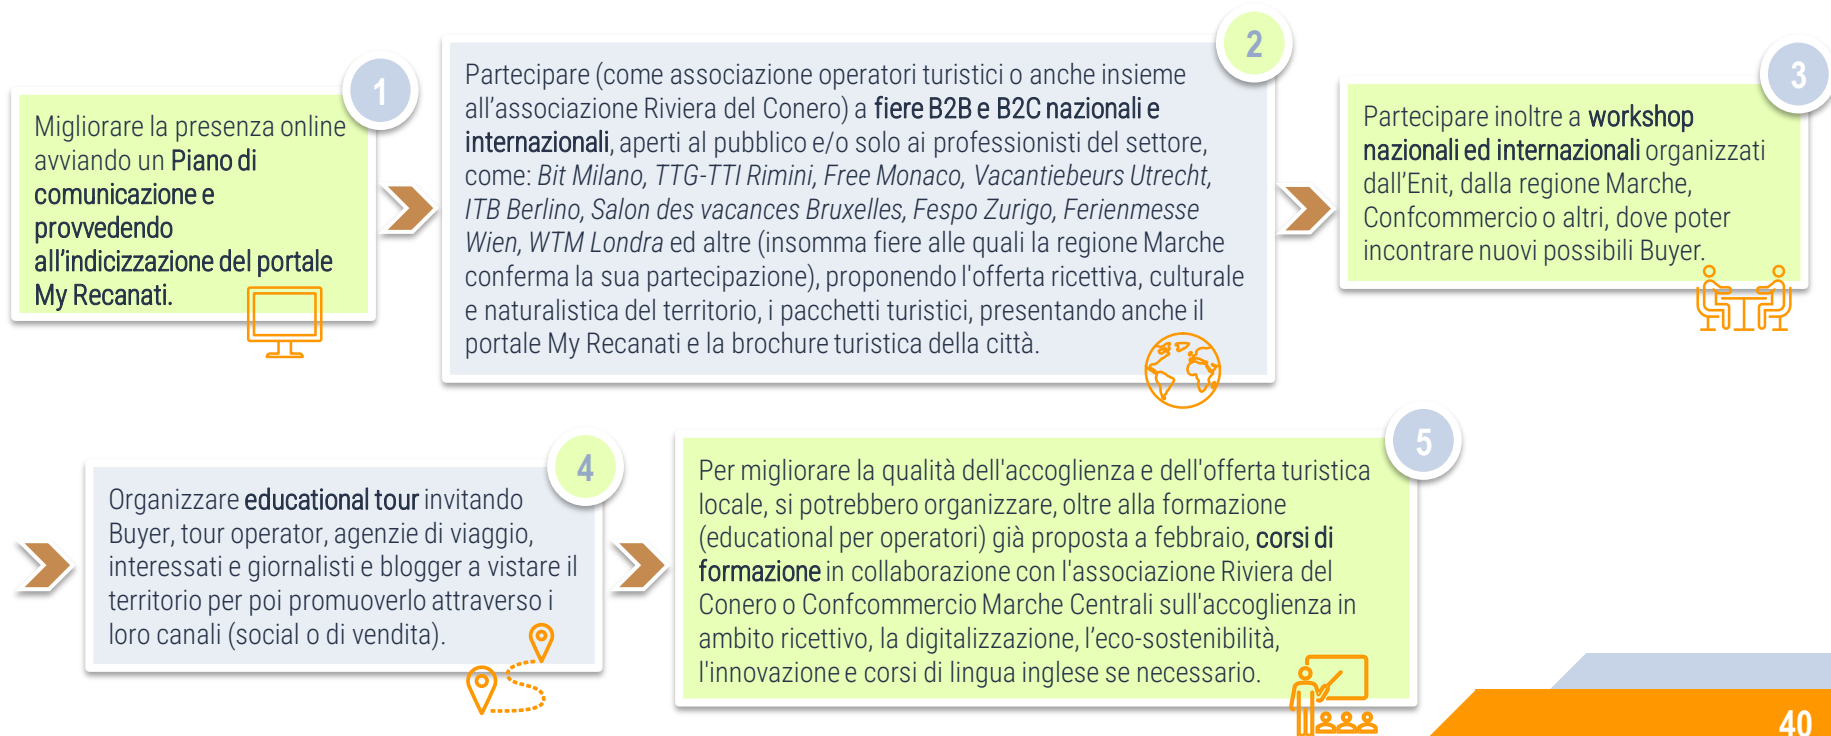 1
Migliorare la presenza online
avviando un Piano di
comunicazione e
provvedendo
all'indicizzazione del portale
My Recanati.
2
Partecipare (come associazione operatori turistici o anche insieme
all'associazione Riviera del Conero) a fiere B2B e B2C nazionali e
internazionali, aperti al pubblico e/o solo ai professionisti del settore,
come: Bit Milano, TTG-TTI Rimini, Free Monaco, Vacantiebeurs Utrecht,
ITB Berlino, Salon des vacances Bruxelles, Fespo Zurigo, Ferienmesse
Wien, WTM Londra ed altre (insomma fiere alle quali la regione Marche
conferma la sua partecipazione), proponendo l'offerta ricettiva, culturale
e naturalistica del territorio, i pacchetti turistici, presentando anche il
portale My Recanati e la brochure turistica della città.
3
Partecipare inoltre a workshop
nazionali ed internazionali organizzati
dall'Enit, dalla regione Marche,
Confcommercio o altri, dove poter
incontrare nuovi possibili Buyer.
4
Organizzare educational tour invitando
Buyer, tour operator, agenzie di viaggio,
interessati e giornalisti e blogger a vistare il
territorio per poi promuoverlo attraverso i
loro canali (social o di vendita).
5
Per migliorare la qualità dell'accoglienza e dell'offerta turistica
locale, si potrebbero organizzare, oltre alla formazione
(educational per operatori) già proposta a febbraio, corsi di
formazione in collaborazione con l'associazione Riviera del
Conero o Confcommercio Marche Centrali sull'accoglienza in
ambito ricettivo, la digitalizzazione, l'eco-sostenibilità,
l'innovazione e corsi di lingua inglese se necessario.
40